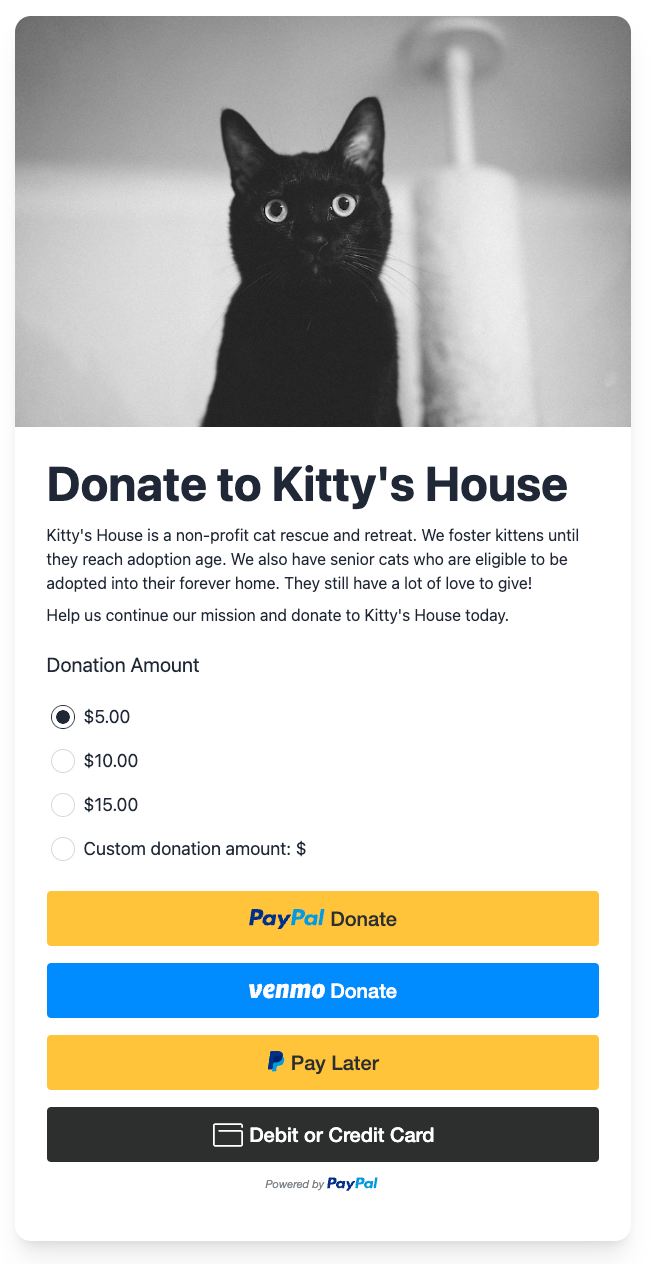 Donate to Kitty's House
Kitty's House is a non-profit cat rescue and retreat. We foster kittens until
they reach adoption age. We also have senior cats who are eligible to be
adopted into their forever home. They still have a lot of love to give!
Help us continue our mission and donate to Kitty's House today.
Donation Amount
$5.00
$10.00
$15.00
Custom donation amount: $
PayPal Donate
venmo Donate
Pay Later
Debit or Credit Card
Powered by PayPal